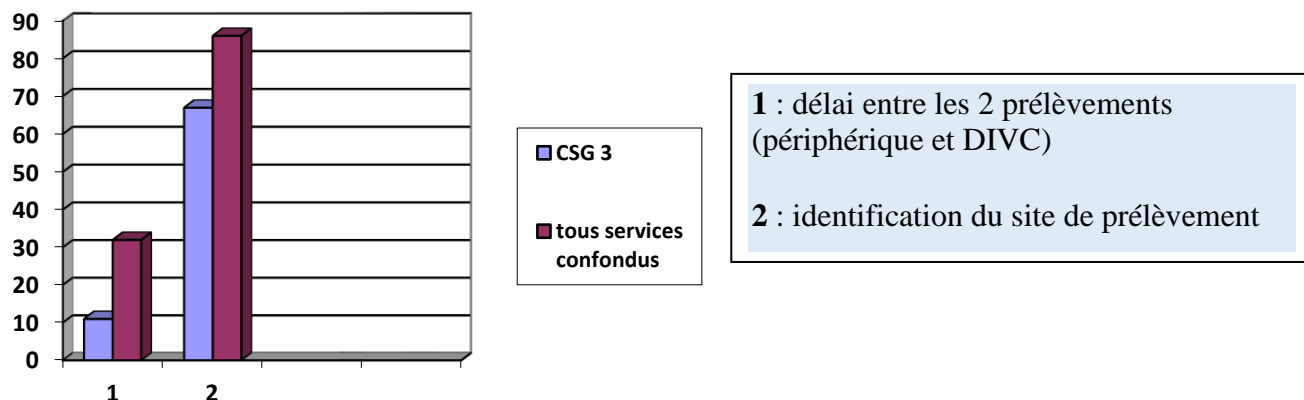 90
80
70
60
50
40
30
20
10
0
1
2
CSG 3
tous services
confondus
1 : délai entre les 2 prélèvements
(périphérique et DIVC)
2 : identification du site de prélèvement